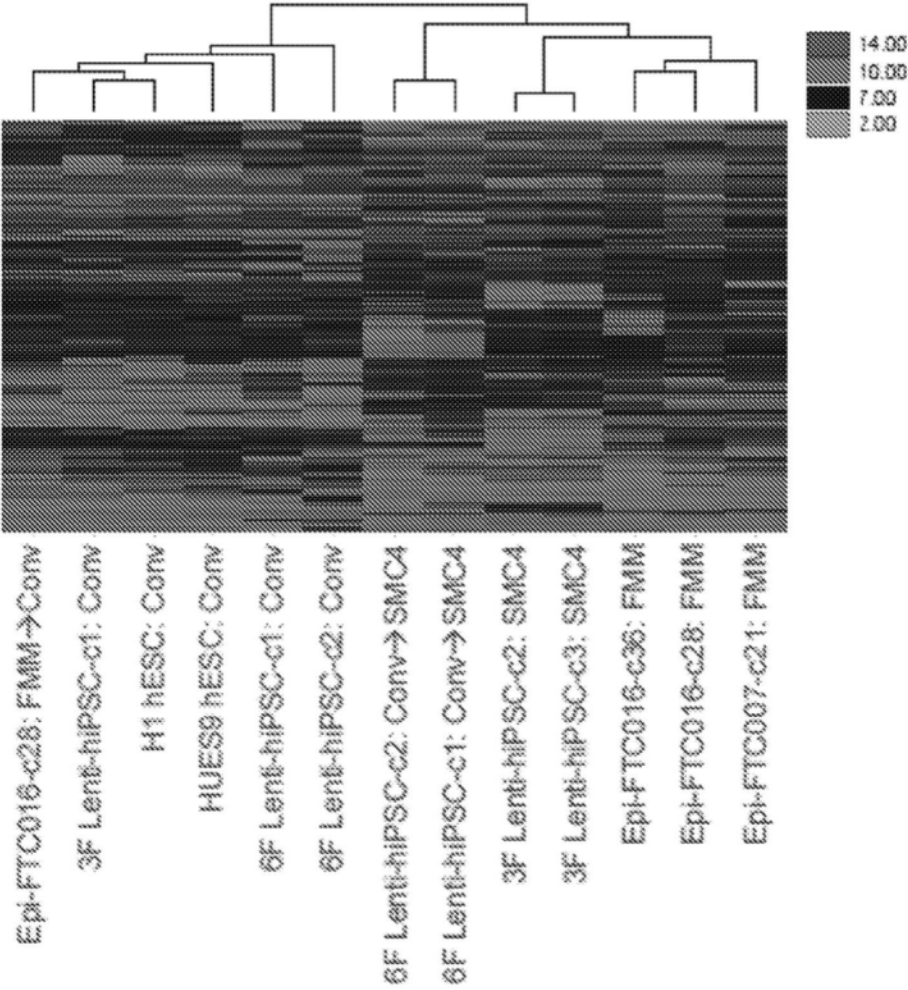 14.00
10.00
7.00
2.00
Epi-FTC016-c28: FMM→Conv
3F Lenti-hiPSC-c1: Conv
H1 hESC: Conv
HUES9 hESC: Conv
6F Lenti-hiPSC-c1: Conv
6F Lenti-hiPSC-c2: Conv
6F Lenti-hiPSC-c2: Conv→SMC4
6F Lenti-hiPSC-c1: Conv→SMC4
3F Lenti-hiPSC-c2: SMC4
3F Lenti-hiPSC-c3: SMC4
Epi-FTC016-c36: FMM
Epi-FTC016-c28: FMM
Epi-FTC007-c21: FMM